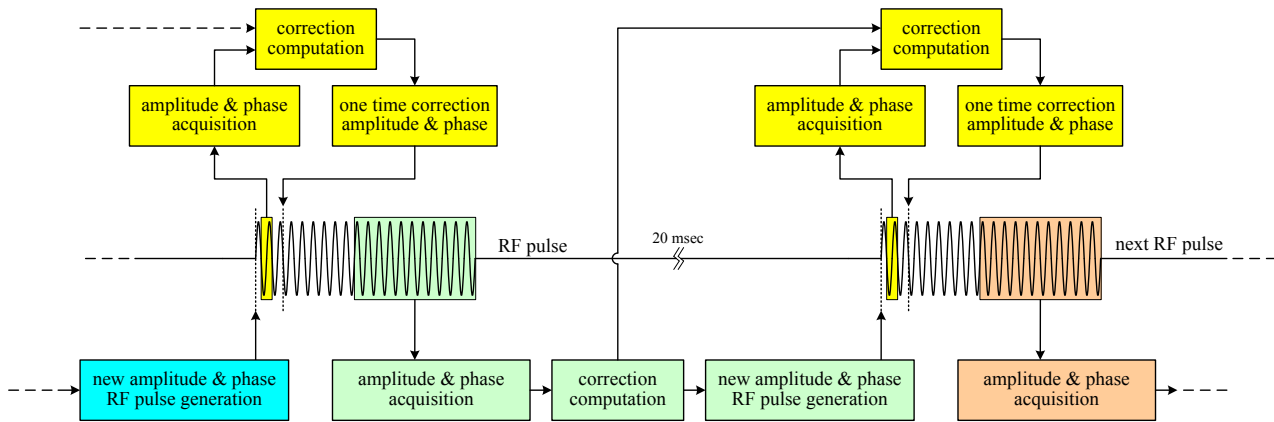 correction
computation
correction
computation
amplitude & phase
acquisition
one time correction
amplitude & phase
amplitude & phase
acquisition
one time correction
amplitude & phase
RF pulse
20 msec
next RF pulse
new amplitude & phase
RF pulse generation
amplitude & phase
acquisition
correction
computation
new amplitude & phase
RF pulse generation
amplitude & phase
acquisition